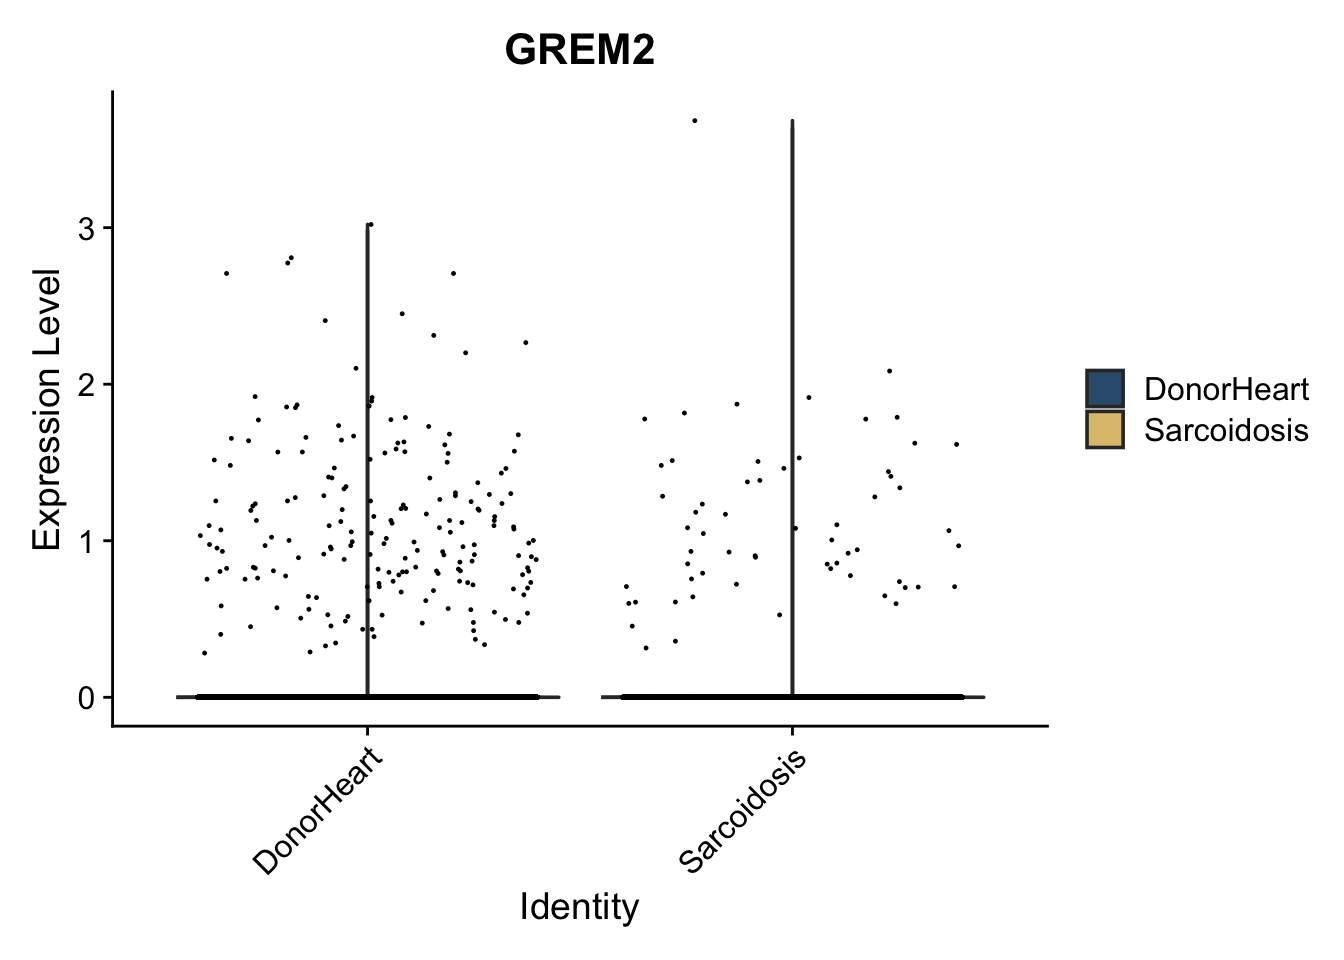 GREM2
Expression Level
3
2
1
0
DonorHeart
Sarcoidosis
Identity
DonorHeart
Sarcoidosis